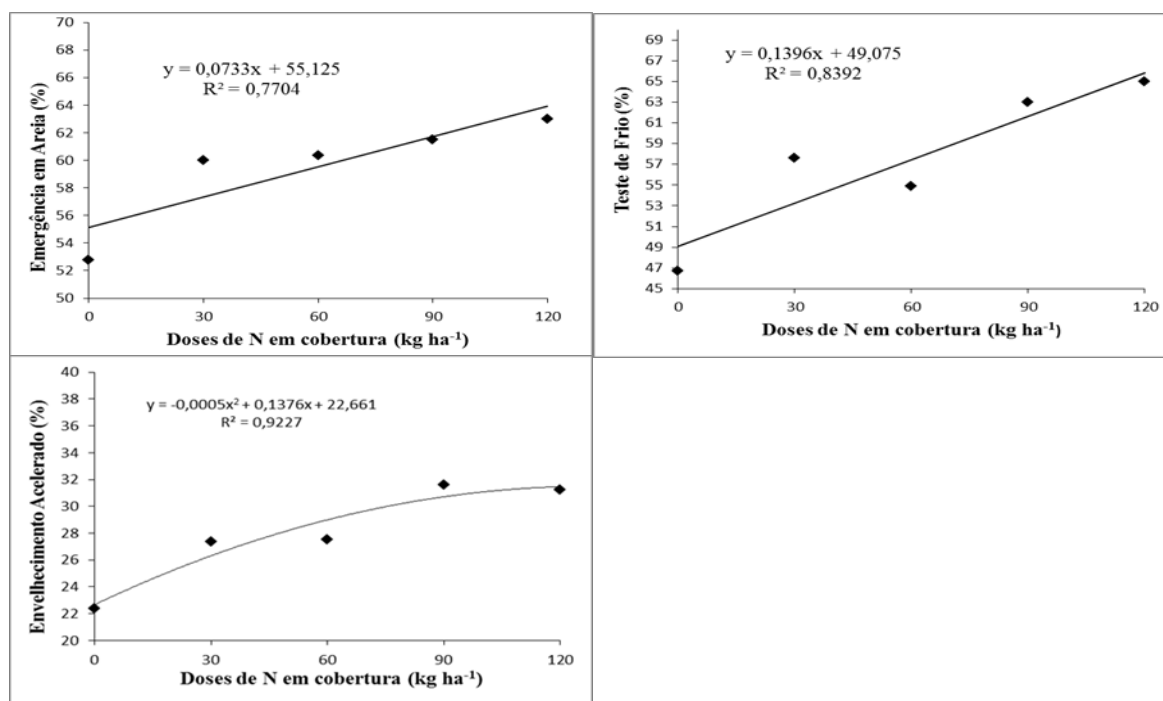 70
68
66
64
62
60
58
56
54
52
50
Emergência em Areia (%)
y = 0,0733x + 55,125
R² = 0,7704
0 30 60 90 120
Doses de N em cobertura (kg ha⁻¹)
69
67
65
63
61
59
57
55
53
51
49
47
45
Teste de Frio (%)
y = 0,1396x + 49,075
R² = 0,8392
0 30 60 90 120
Doses de N em cobertura (kg ha⁻¹)
40
38
36
34
32
30
28
26
24
22
20
Envelhecimento Acelerado (%)
y = -0,0005x² + 0,1376x + 22,661
R² = 0,9227
0 30 60 90 120
Doses de N em cobertura (kg ha⁻¹)